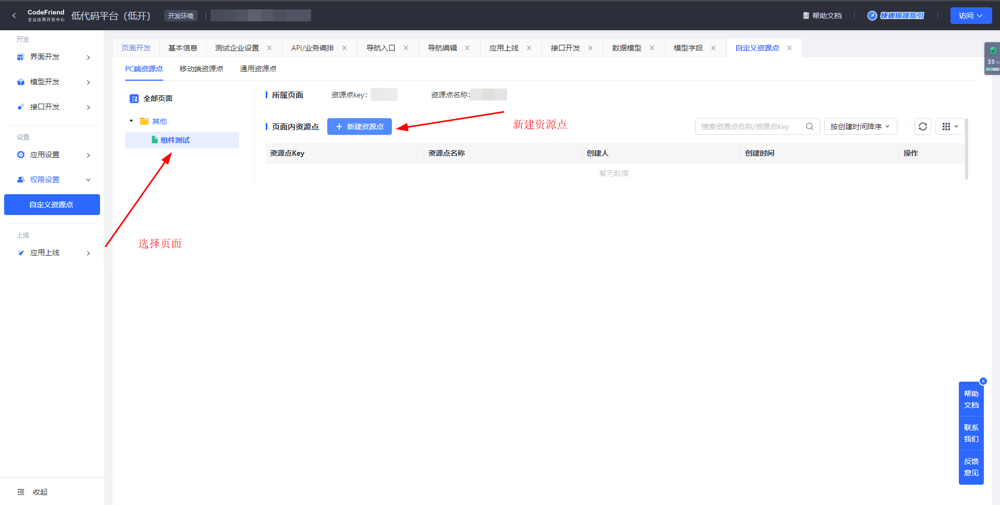 CodeFriend
企业应用开发中心
低代码平台（低开）
开发环境
帮助文档
快速搭建指引
访问
开发
界面开发
模型开发
接口开发
设置
应用设置
权限设置
自定义资源点
上线
应用上线
收起
页面开发
基本信息
测试企业设置
API/业务编排
导航入口
导航编辑
应用上线
接口开发
数据模型
模型字段
自定义资源点
PC端资源点
移动端资源点
通用资源点
全部页面
其他
组件测试
选择页面
所属页面
资源点key：
资源点名称：
页面内资源点
+ 新建资源点
新建资源点
搜索资源点名称/资源点Key
按创建时间降序
资源点Key
资源点名称
创建人
创建时间
操作
暂无数据
35%
帮助
文档
联系
我们
反馈
意见